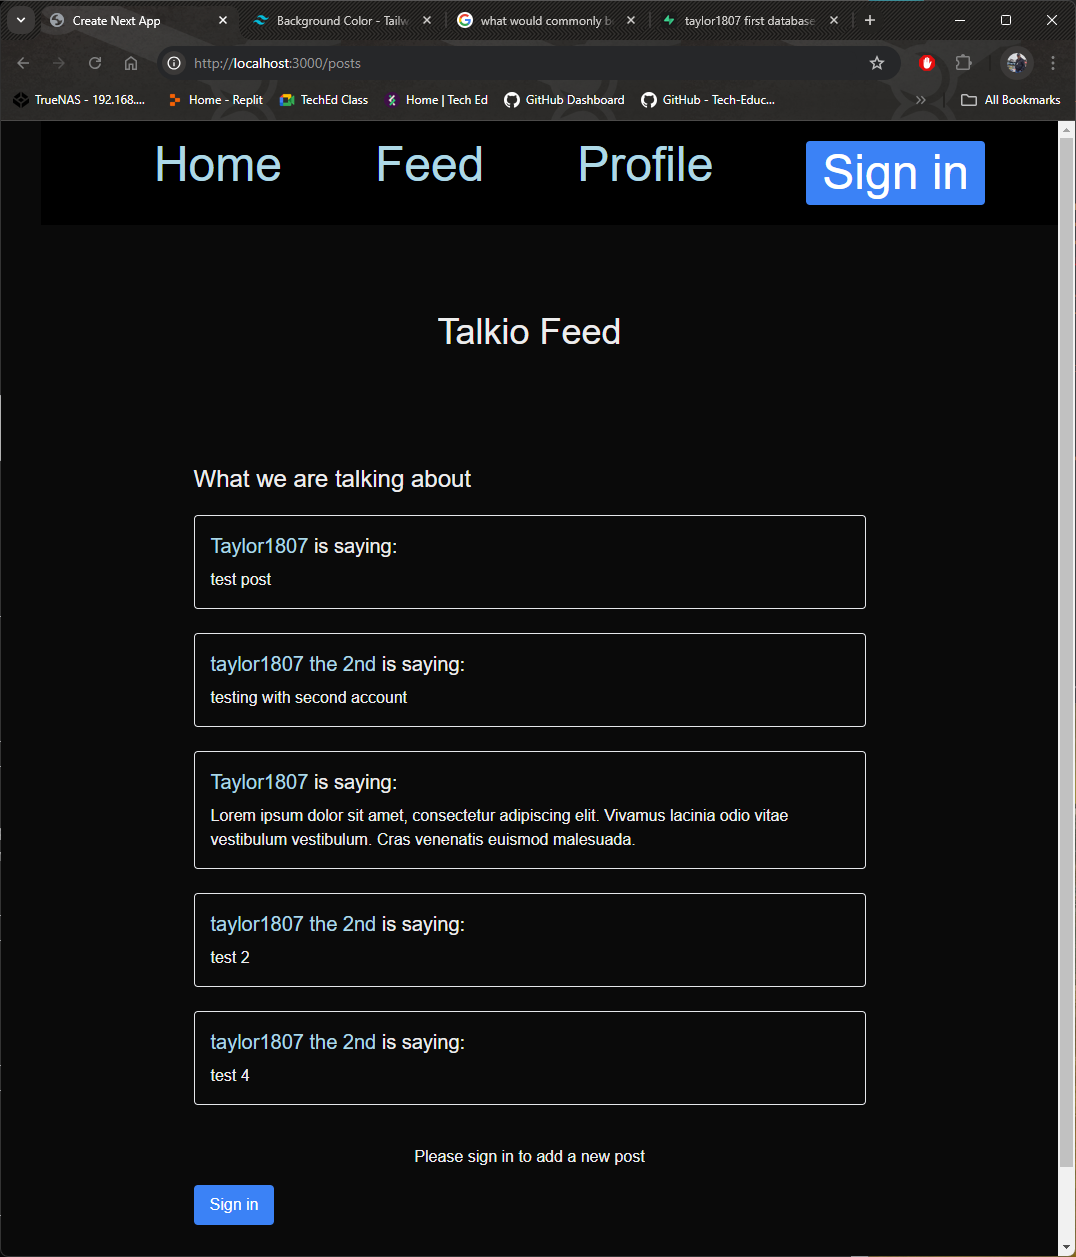 Create Next App
Background Color - Tailw
what would commonly b
taylor1807 first database
http://localhost:3000/posts
TrueNAS - 192.168....
Home - Replit
TechEd Class
Home | Tech Ed
GitHub Dashboard
GitHub - Tech-Educ...
All Bookmarks
Home
Feed
Profile
Sign in
Talkio Feed
What we are talking about
Taylor1807 is saying:
test post
taylor1807 the 2nd is saying:
testing with second account
Taylor1807 is saying:
Lorem ipsum dolor sit amet, consectetur adipiscing elit. Vivamus lacinia odio vitae
vestibulum vestibulum. Cras venenatis euismod malesuada.
taylor1807 the 2nd is saying:
test 2
taylor1807 the 2nd is saying:
test 4
Please sign in to add a new post
Sign in